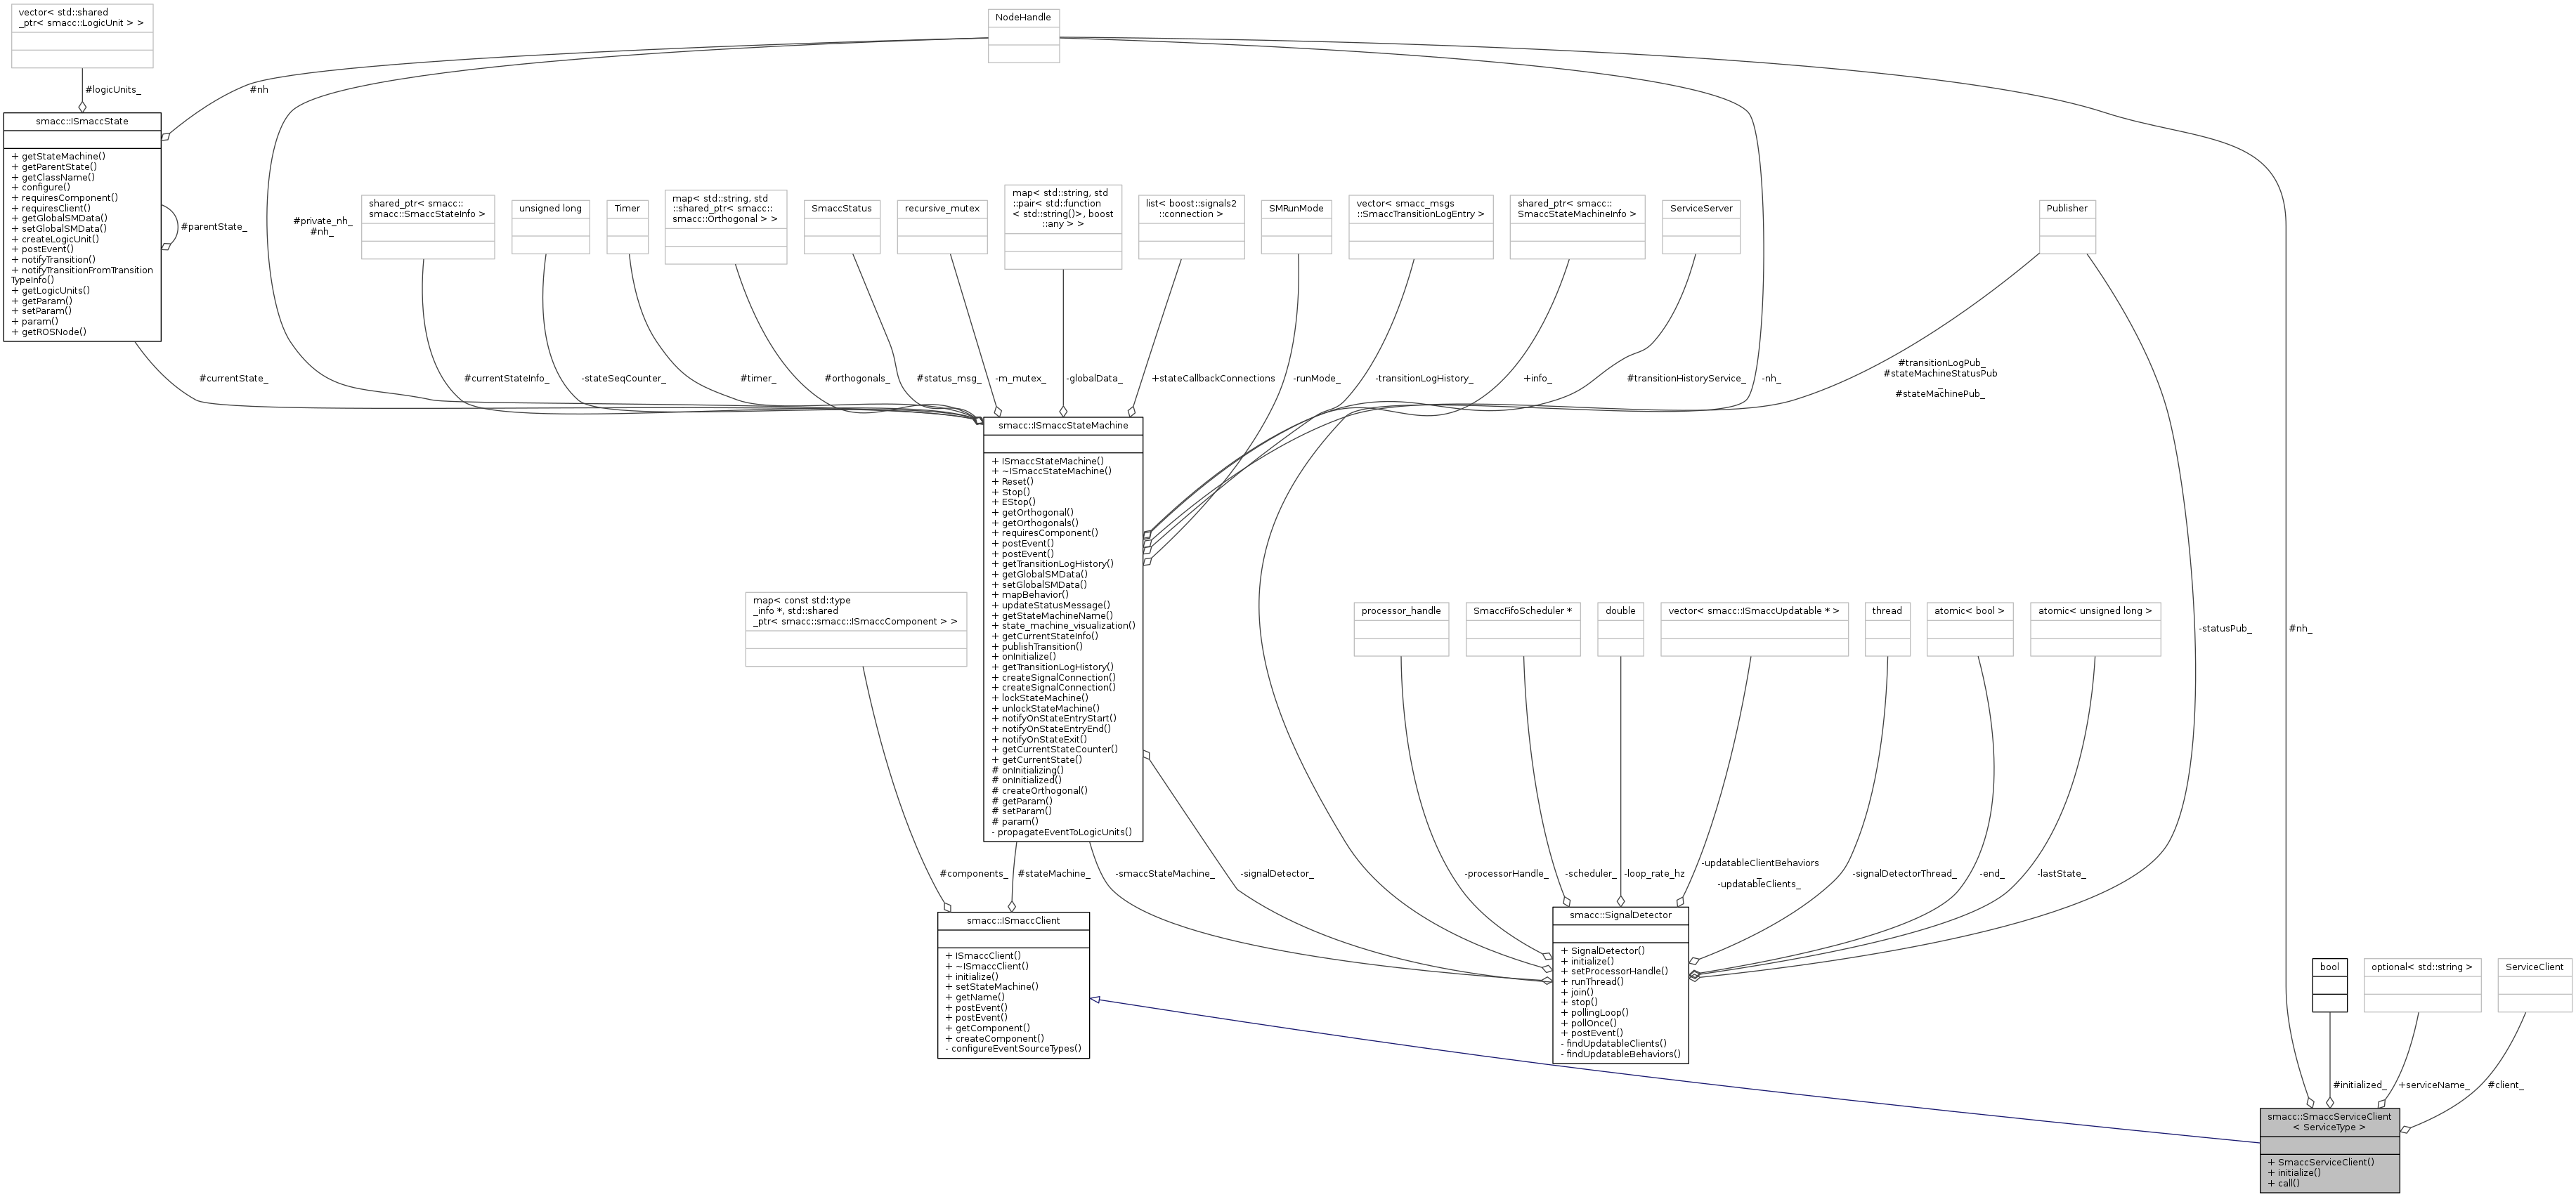 vector< std::shared
_ptr< smacc::LogicUnit > >
NodeHandle
#logicUnits_
#nh
smacc::ISmaccState
+ getStateMachine()
+ getParentState()
+ getClassName()
+ configure()
+ requiresComponent()
+ requiresClient()
+ getGlobalSMData()
+ setGlobalSMData()
+ createLogicUnit()
+ postEvent()
+ notifyTransition()
+ notifyTransitionFromTransition
TypeInfo()
+ getLogicUnits()
+ getParam()
+ setParam()
+ param()
+ getROSNode()
#parentState_
#private_nh_
#nh_
shared_ptr< smacc::
smacc::SmaccStateInfo >
unsigned long
Timer
map< std::string, std
::shared_ptr< smacc::
smacc::Orthogonal > >
SmaccStatus
recursive_mutex
map< std::string, std
::pair< std::function
< std::string()>, boost
::any > >
list< boost::signals2
::connection >
SMRunMode
vector< smacc_msgs
::SmaccTransitionLogEntry >
shared_ptr< smacc::
SmaccStateMachineInfo >
ServiceServer
Publisher
#currentState_
#currentStateInfo_
-stateSeqCounter_
#timer_
#orthogonals_
#status_msg_
-m_mutex_
-globalData_
+stateCallbackConnections
-runMode_
-transitionLogHistory_
+info_
#transitionHistoryService_
-nh_
#transitionLogPub_
#stateMachineStatusPub
_
#stateMachinePub_
smacc::ISmaccStateMachine
+ ISmaccStateMachine()
+ ~ISmaccStateMachine()
+ Reset()
+ Stop()
+ EStop()
+ getOrthogonal()
+ getOrthogonals()
+ requiresComponent()
+ postEvent()
+ postEvent()
+ getTransitionLogHistory()
+ getGlobalSMData()
+ setGlobalSMData()
+ mapBehavior()
+ updateStatusMessage()
+ getStateMachineName()
+ state_machine_visualization()
+ getCurrentStateInfo()
+ publishTransition()
+ onInitialize()
+ getTransitionLogHistory()
+ createSignalConnection()
+ createSignalConnection()
+ lockStateMachine()
+ unlockStateMachine()
+ notifyOnStateEntryStart()
+ notifyOnStateEntryEnd()
+ notifyOnStateExit()
+ getCurrentStateCounter()
+ getCurrentState()
# onInitializing()
# onInitialized()
# createOrthogonal()
# getParam()
# setParam()
# param()
- propagateEventToLogicUnits()
map< const std::type
_info *, std::shared
_ptr< smacc::smacc::ISmaccComponent > >
processor_handle
SmaccFifoScheduler *
double
vector< smacc::ISmaccUpdatable * >
thread
atomic< bool >
atomic< unsigned long >
-statusPub_
#nh_
#components_
#stateMachine_
-smaccStateMachine_
-signalDetector_
-processorHandle_
-scheduler_
-loop_rate_hz
-updatableClientBehaviors
_
-updatableClients_
-signalDetectorThread_
-end_
-lastState_
smacc::ISmaccClient
+ ISmaccClient()
+ ~ISmaccClient()
+ initialize()
+ setStateMachine()
+ getName()
+ postEvent()
+ postEvent()
+ getComponent()
+ createComponent()
- configureEventSourceTypes()
smacc::SignalDetector
+ SignalDetector()
+ initialize()
+ setProcessorHandle()
+ runThread()
+ join()
+ stop()
+ pollingLoop()
+ pollOnce()
+ postEvent()
- findUpdatableClients()
- findUpdatableBehaviors()
bool
optional< std::string >
ServiceClient
#initialized_
+serviceName_
#client_
smacc::SmaccServiceClient
< ServiceType >
+ SmaccServiceClient()
+ initialize()
+ call()